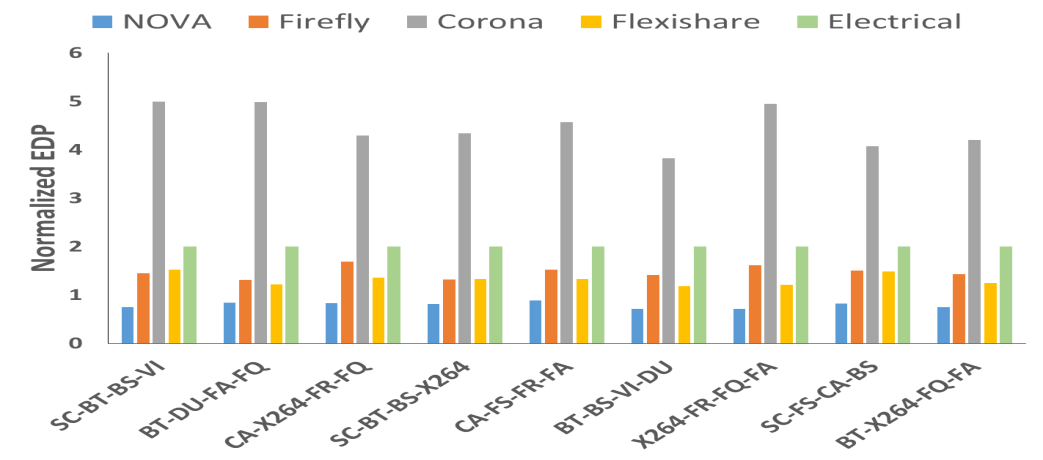 NOVA Firefly Corona Flexishare Electrical
Normalized EDP
6
5
4
3
2
1
0
SC-BT-BS-VI
BT-DU-FA-FQ
CA-X264-FR-FQ
SC-BT-BS-X264
CA-FS-FR-FA
BT-BS-VI-DU
X264-FR-FQ-FA
SC-FS-CA-BS
BT-X264-FQ-FA